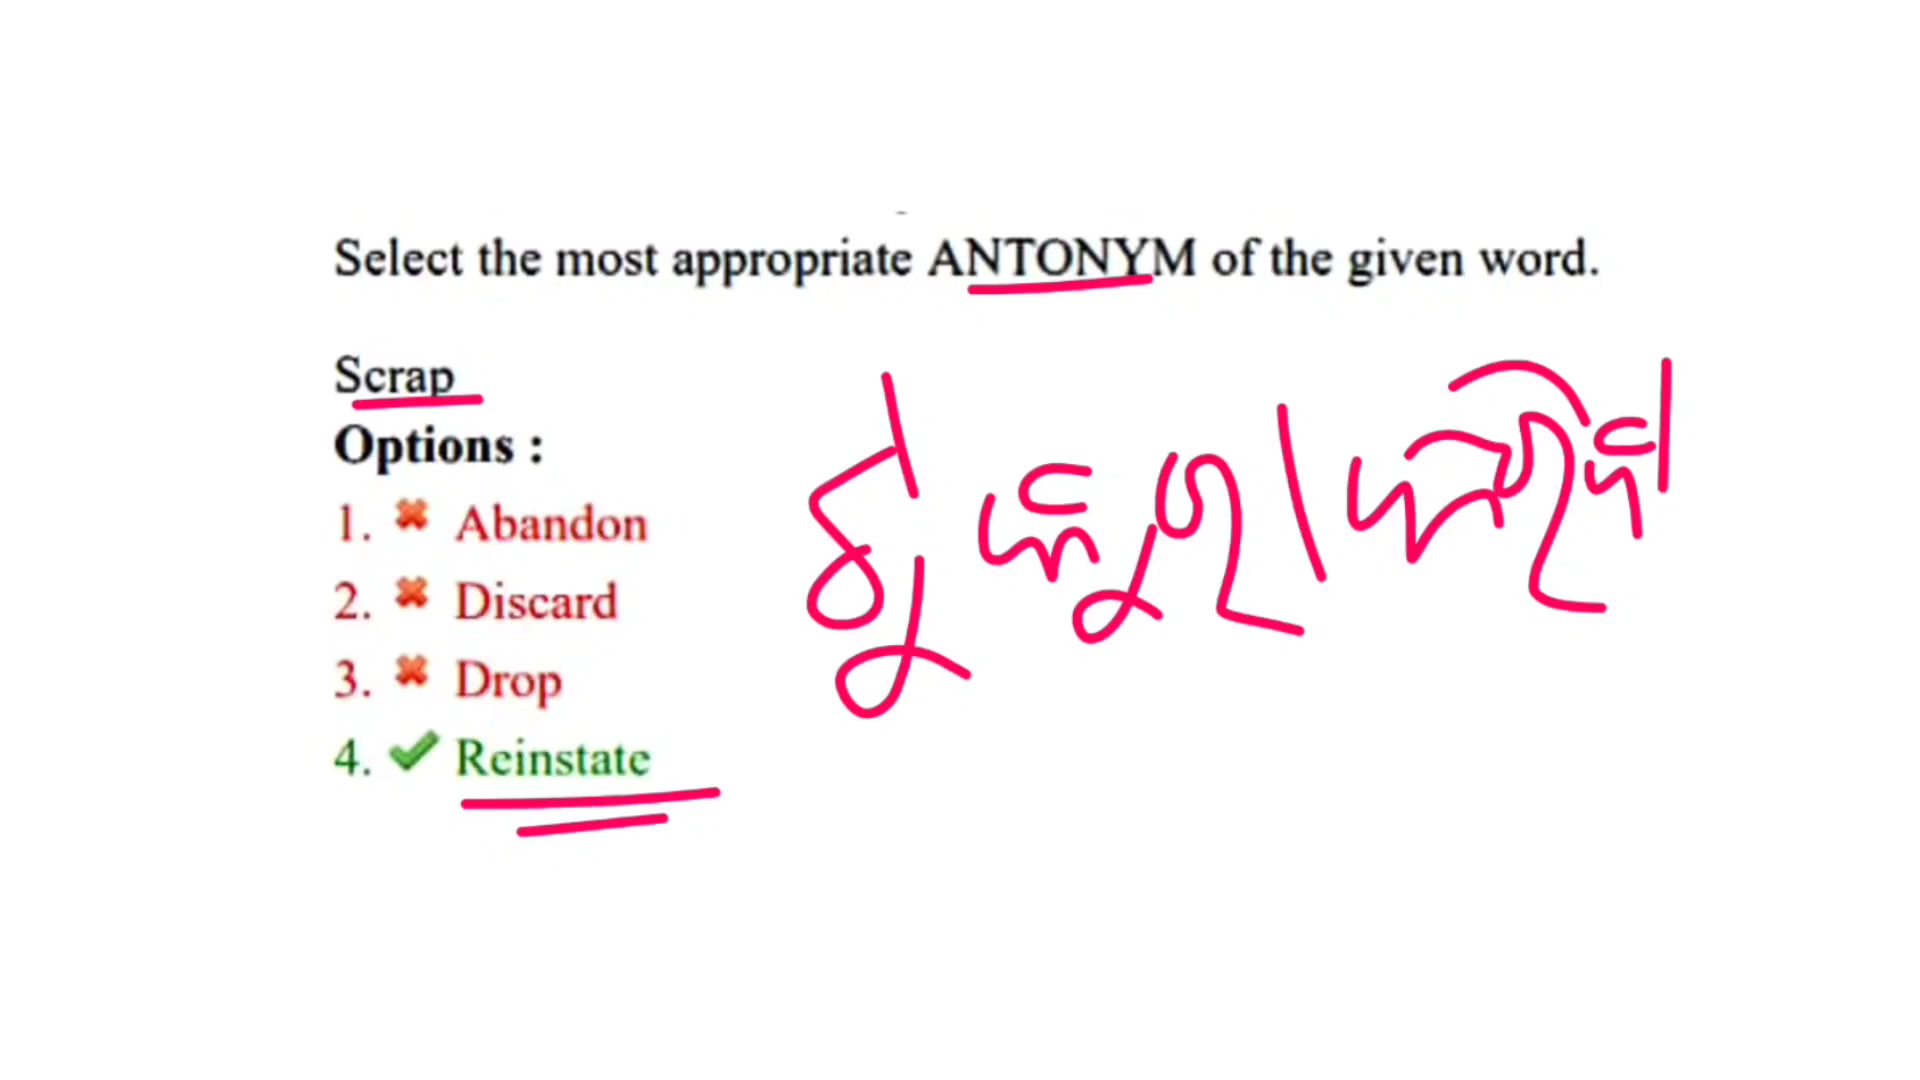 Select the most appropriate ANTONYM of the given word.
Scrap
Options :
1. ✖ Abandon
2. ✖ Discard
3. ✖ Drop
4. ✔ Reinstate